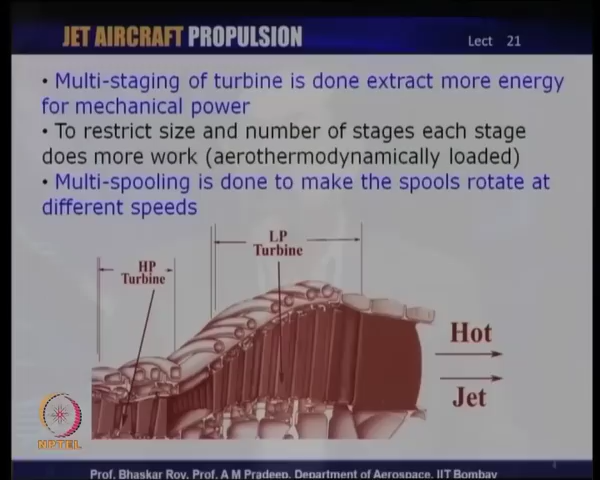 JET AIRCRAFT PROPULSION
Lect 21
• Multi-staging of turbine is done extract more energy
for mechanical power
• To restrict size and number of stages each stage
does more work (aerothermodynamically loaded)
• Multi-spooling is done to make the spools rotate at
different speeds
LP
Turbine
HP
Turbine
Hot
Jet
NPTEL
4
Prof. Bhaskar Roy, Prof. A M Pradeep, Department of Aerospace, IIT Bombay